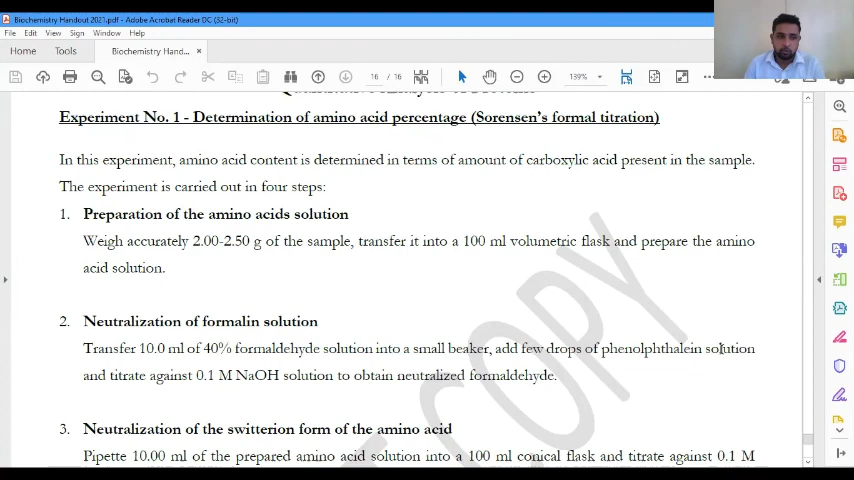 Biochemistry Handout 2021.pdf - Adobe Acrobat Reader DC (32-bit)
File Edit View Sign Window Help
Home Tools Biochemistry Hand... ×
16 / 16 139%
Experiment No. 1 - Determination of amino acid percentage (Sorensen's formal titration)
In this experiment, amino acid content is determined in terms of amount of carboxylic acid present in the sample.
The experiment is carried out in four steps:
1. Preparation of the amino acids solution
Weigh accurately 2.00-2.50 g of the sample, transfer it into a 100 ml volumetric flask and prepare the amino
acid solution.
2. Neutralization of formalin solution
Transfer 10.0 ml of 40% formaldehyde solution into a small beaker, add few drops of phenolphthalein solution
and titrate against 0.1 M NaOH solution to obtain neutralized formaldehyde.
3. Neutralization of the switterion form of the amino acid
Pipette 10.00 ml of the prepared amino acid solution into a 100 ml conical flask and titrate against 0.1 M
COPY